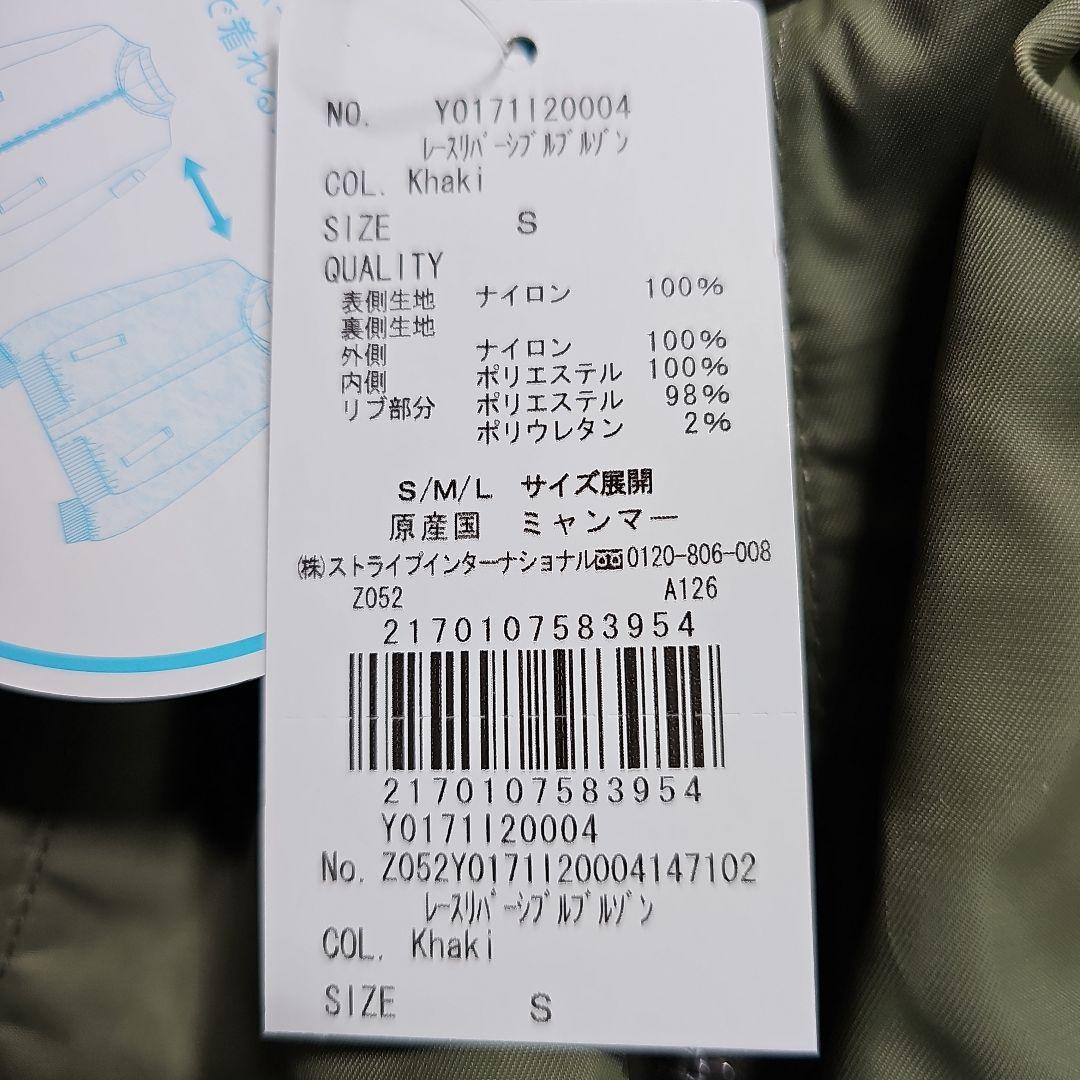 で着れる
NO. Y0171I20004
ﾚｰｽﾘﾊﾞｰｼﾌﾞﾙﾌﾞﾙｿﾞﾝ
COL. Khaki
SIZE S
QUALITY
表側生地 ナイロン 100%
裏側生地
外側 ナイロン 100%
内側 ポリエステル 100%
リブ部分 ポリエステル 98%
ポリウレタン 2%
S/M/L サイズ展開
原産国 ミャンマー
㈱ストライプインターナショナル 0120-806-008
Z052 A126
2170107583954
2170107583954
Y0171I20004
No. Z052Y0171I20004147102
ﾚｰｽﾘﾊﾞｰｼﾌﾞﾙﾌﾞﾙｿﾞﾝ
COL. Khaki
SIZE S